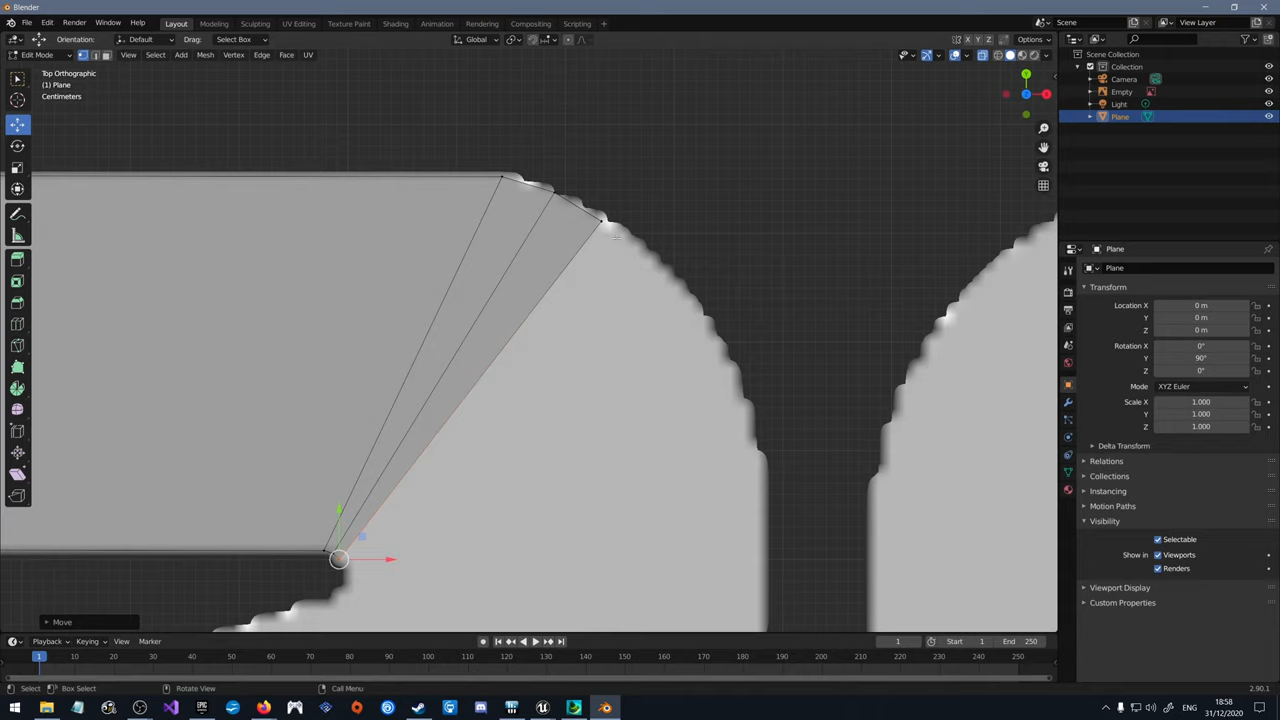 Blender
File Edit Render Window Help Layout Modeling Sculpting UV Editing Texture Paint Shading Animation Rendering Compositing Scripting + Scene View Layer
Orientation: Default Drag: Select Box Global X Y Z Options
Edit Mode View Select Add Mesh Vertex Edge Face UV
Top Orthographic
(1) Plane
Centimeters
Y
Z X
Scene Collection
Collection
Camera
Empty
Light
Plane
Plane
Plane
Transform
Location X 0 m
Y 0 m
Z 0 m
Rotation X 0°
Y 90°
Z 0°
Mode XYZ Euler
Scale X 1.000
Y 1.000
Z 1.000
Delta Transform
Relations
Collections
Instancing
Motion Paths
Visibility
Selectable
Show in Viewports
Renders
Viewport Display
Custom Properties
Move
Playback Keying View Marker 1 Start 1 End 250
1 10 20 30 40 50 60 70 80 90 100 110 120 130 140 150 160 170 180 190 200 210 220 230 240 250
Select Box Select Rotate View Call Menu 2.90.1
ENG 18:58
31/12/2020